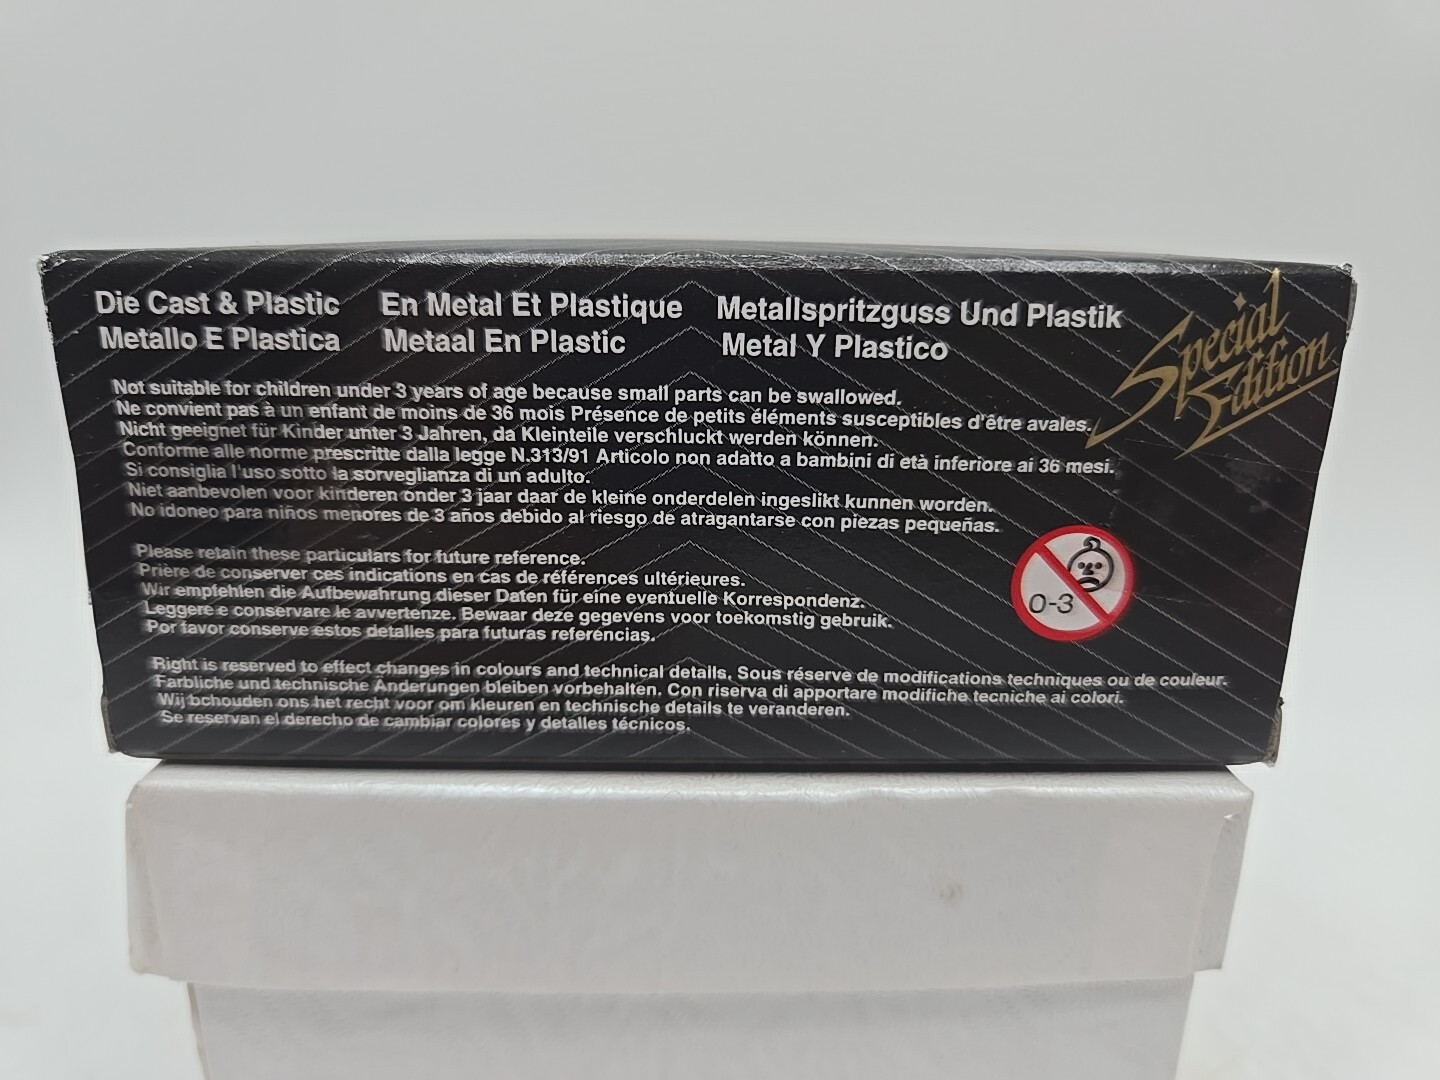 Die Cast & Plastic En Metal Et Plastique Metallspritzguss Und Plastik
Metallo E Plastica Metaal En Plastic Metal Y Plastico
Special
Edition
Not suitable for children under 3 years of age because small parts can be swallowed.
Ne convient pas à un enfant de moins de 36 mois Présence de petits éléments susceptibles d'être avales.
Nicht geeignet für Kinder unter 3 Jahren, da Kleinteile verschluckt werden können.
Conforme alle norme prescritte dalla legge N.313/91 Articolo non adatto a bambini di età inferiore ai 36 mesi.
Si consiglia l'uso sotto la sorveglianza di un adulto.
Niet aanbevolen voor kinderen onder 3 jaar daar de kleine onderdelen ingeslikt kunnen worden.
No idoneo para niños menores de 3 años debido al riesgo de atragantarse con piezas pequeñas.
Please retain these particulars for future reference.
Prière de conserver ces indications en cas de références ultérieures.
Wir empfehlen die Aufbewahrung dieser Daten für eine eventuelle Korrespondenz.
Leggere e conservare le avvertenze. Bewaar deze gegevens voor toekomstig gebruik.
Por favor conserve estos detalles para futuras referencias.
0-3
Right is reserved to effect changes in colours and technical details. Sous réserve de modifications techniques ou de couleur.
Farbliche und technische Änderungen bleiben vorbehalten. Con riserva di apportare modifiche tecniche ai colori.
Wij bchouden ons het recht voor om kleuren en technische details te veranderen.
Se reservan el derecho de cambiar colores y detalles técnicos.